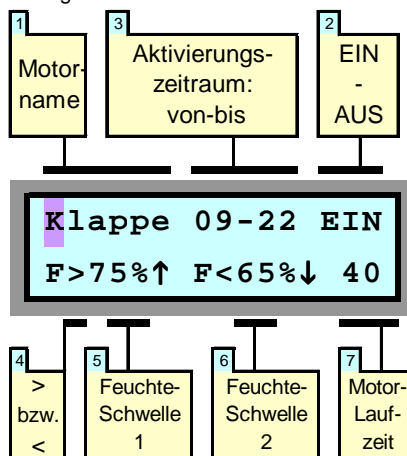 1
Motor-
name
3
Aktivierungs-
zeitraum:
von-bis
2
EIN
-
AUS
Klappe 09-22 EIN
F>75%↑ F<65%↓ 40
4
>
bzw.
<
5
Feuchte-
Schwelle
1
6
Feuchte-
Schwelle
2
7
Motor-
Lauf-
zeit